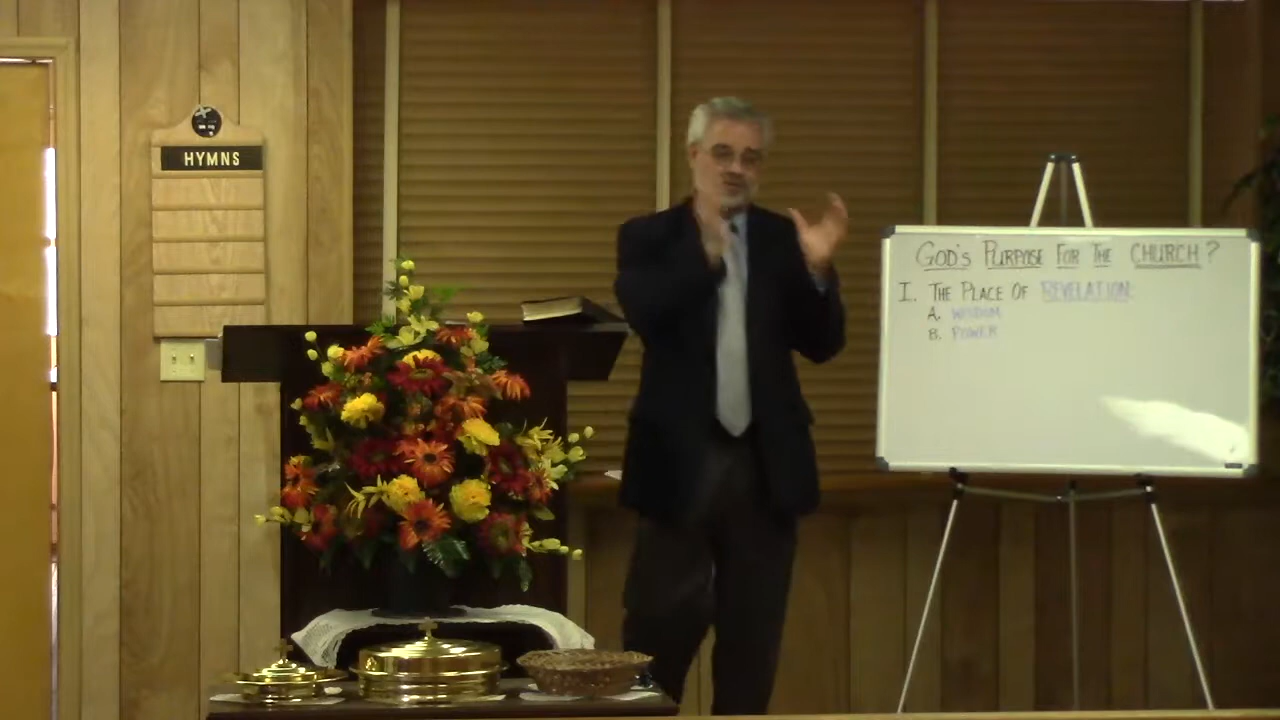 HYMNS
GOD'S PURPOSE FOR THE CHURCH?
I. THE PLACE OF REVELATION:
A. WISDOM
B. POWER